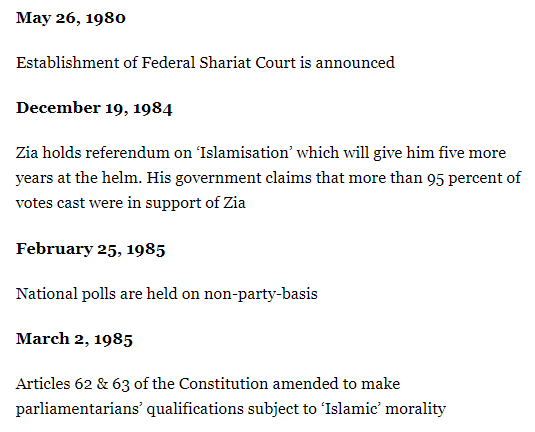 May 26, 1980
Establishment of Federal Shariat Court is announced
December 19, 1984
Zia holds referendum on ‘Islamisation’ which will give him five more
years at the helm. His government claims that more than 95 percent of
votes cast were in support of Zia
February 25, 1985
National polls are held on non-party-basis
March 2, 1985
Articles 62 & 63 of the Constitution amended to make
parliamentarians’ qualifications subject to ‘Islamic’ morality